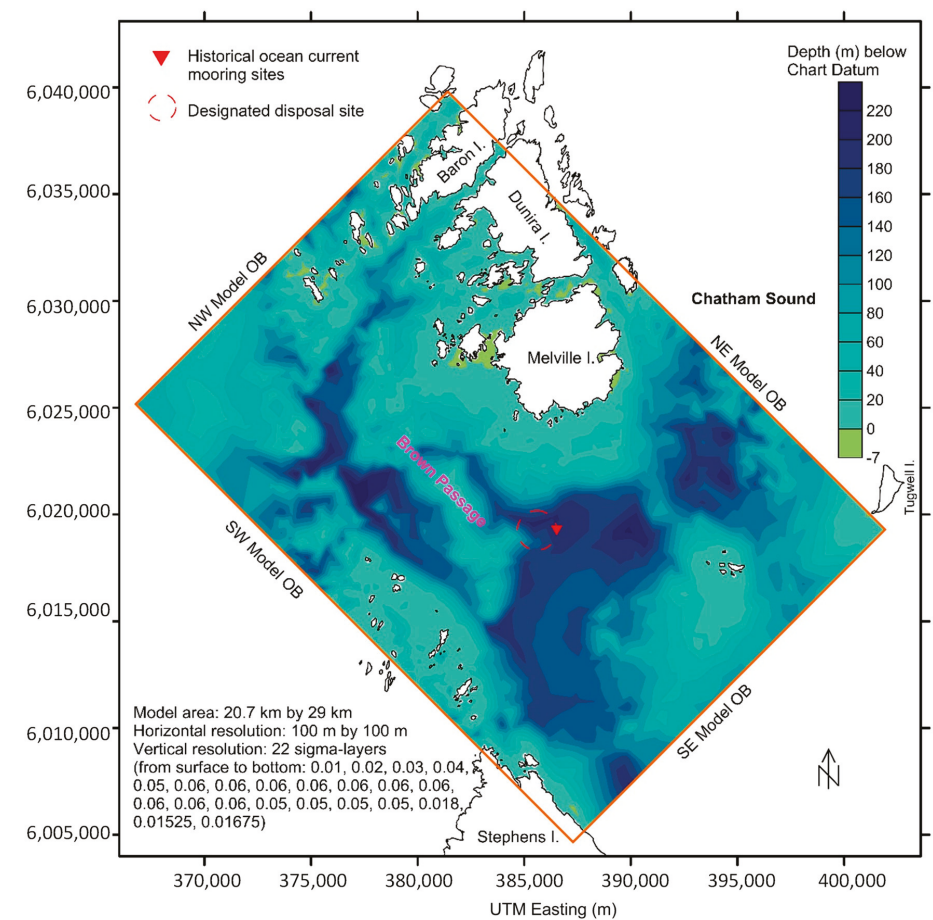 Historical ocean current
mooring sites
Designated disposal site
Depth (m) below
Chart Datum
220
200
180
160
140
120
100
80
60
40
20
0
-7
6,040,000
6,035,000
6,030,000
6,025,000
6,020,000
6,015,000
6,010,000
6,005,000
Baron I.
Dunira I.
NW Model OB
Chatham Sound
Melville I.
NE Model OB
Brown Passage
Tugwell I.
SW Model OB
SE Model OB
Model area: 20.7 km by 29 km
Horizontal resolution: 100 m by 100 m
Vertical resolution: 22 sigma-layers
(from surface to bottom: 0.01, 0.02, 0.03, 0.04,
0.05, 0.06, 0.06, 0.06, 0.06, 0.06, 0.06, 0.06,
0.06, 0.06, 0.06, 0.05, 0.05, 0.05, 0.05, 0.018,
0.01525, 0.01675)
N
Stephens I.
370,000
375,000
380,000
385,000
390,000
395,000
400,000
UTM Easting (m)